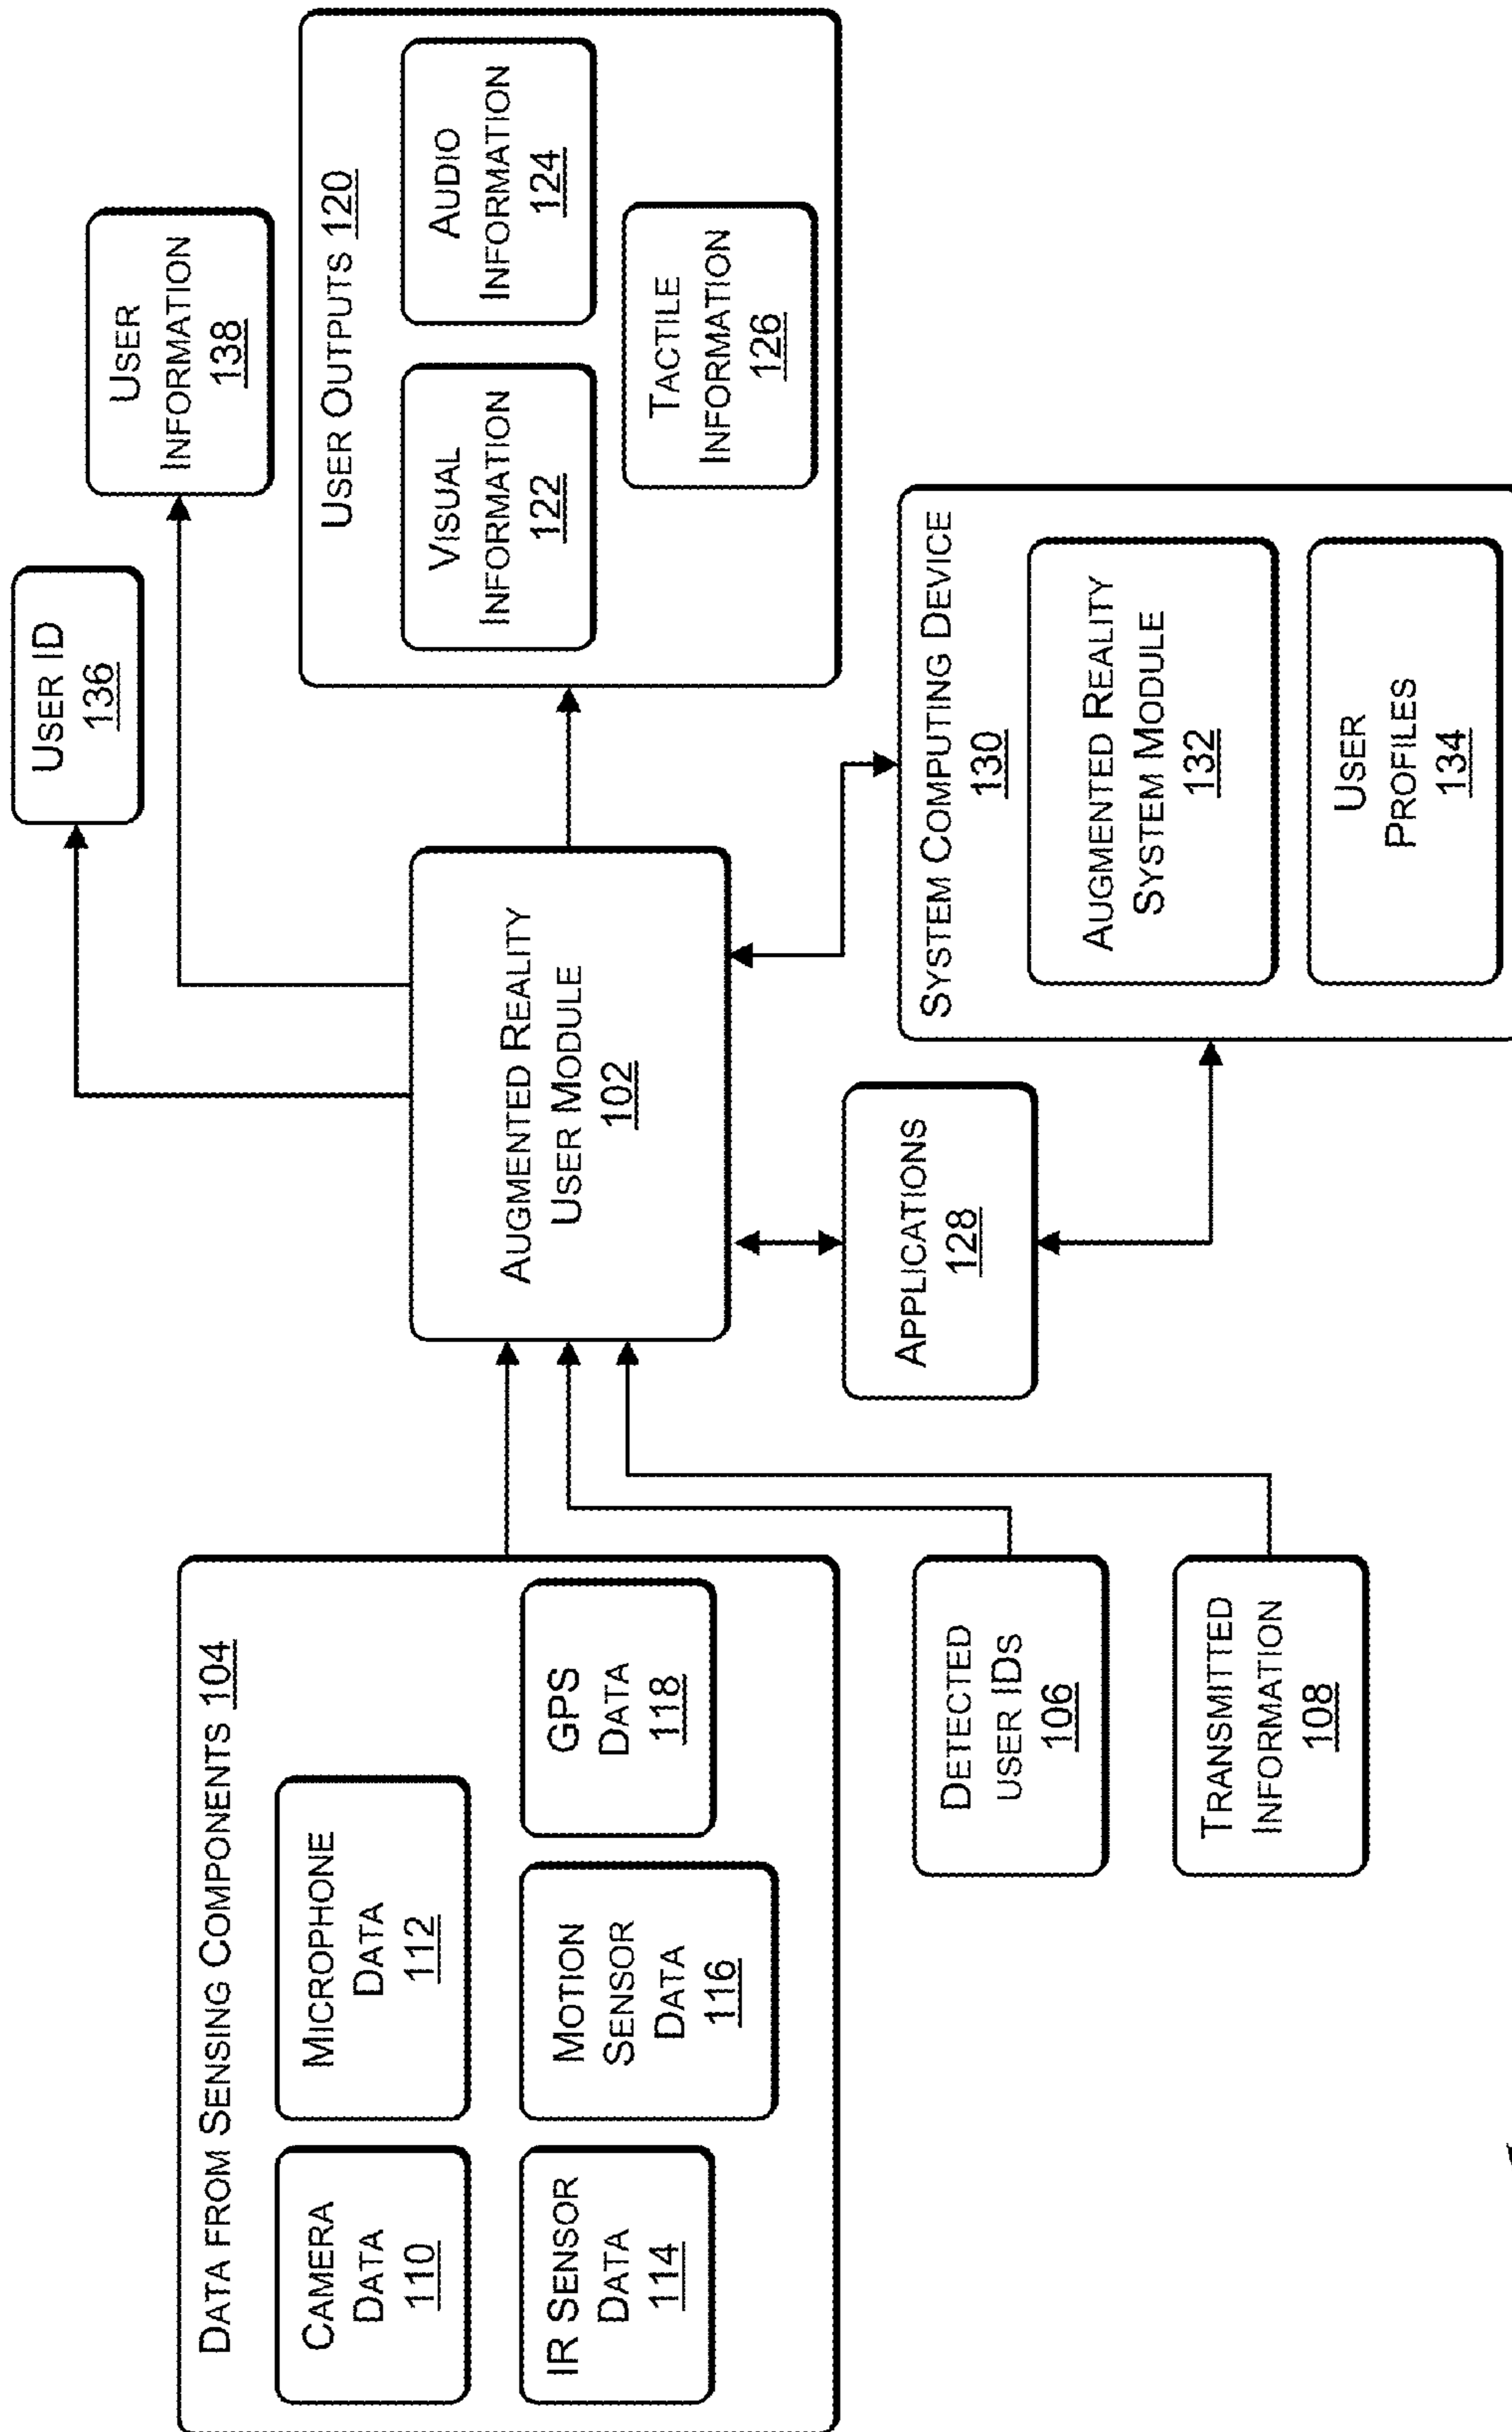 DATA FROM SENSING COMPONENTS 104
CAMERA
DATA
110
MICROPHONE
DATA
112
IR SENSOR
DATA
114
MOTION
SENSOR
DATA
116
GPS
DATA
118
DETECTED
USER IDS
106
TRANSMITTED
INFORMATION
108
AUGMENTED REALITY
USER MODULE
102
APPLICATIONS
128
USER ID
136
USER
INFORMATION
138
USER OUTPUTS 120
VISUAL
INFORMATION
122
AUDIO
INFORMATION
124
TACTILE
INFORMATION
126
SYSTEM COMPUTING DEVICE
130
AUGMENTED REALITY
SYSTEM MODULE
132
USER
PROFILES
134